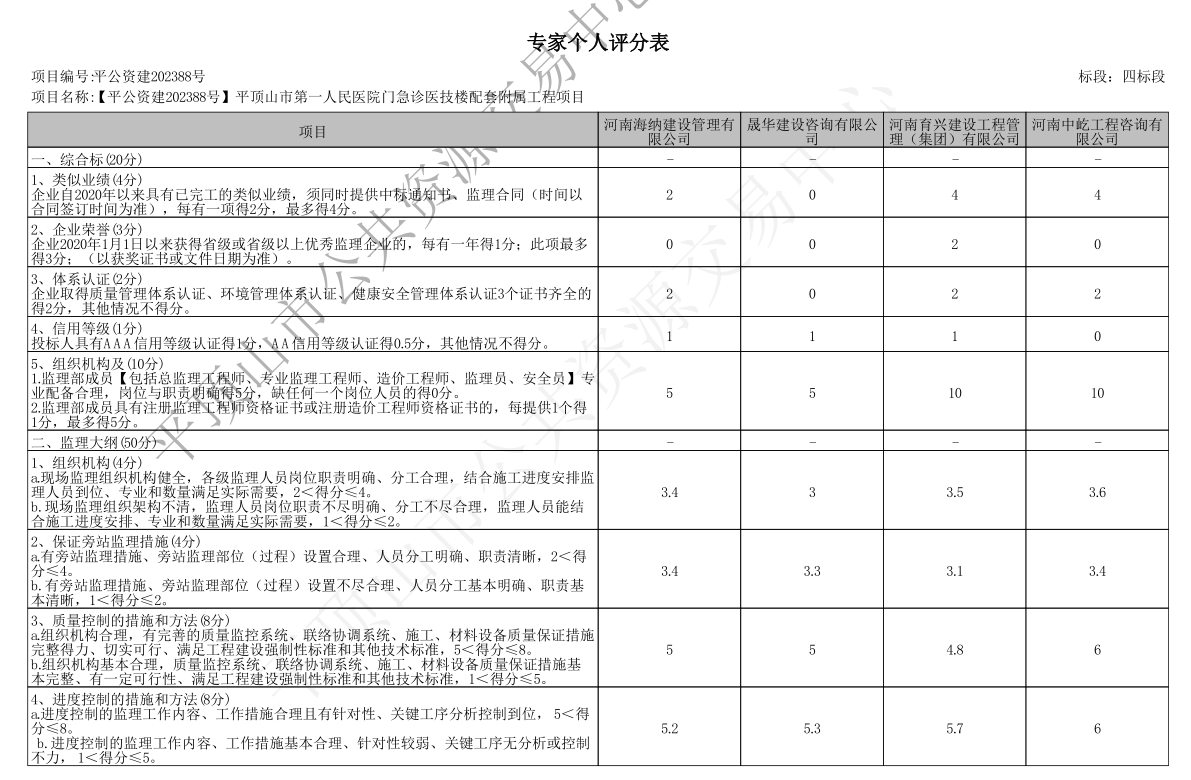 专家个人评分表
项目编号:平公资建202388号
标段：四标段
项目名称:【平公资建202388号】平顶山市第一人民医院门急诊医技楼配套附属工程项目
项目
河南海纳建设管理有
限公司
晟华建设咨询有限公
司
河南育兴建设工程管
理（集团）有限公司
河南中屹工程咨询有
限公司
一、综合标(20分)
–
–
–
–
1、类似业绩(4分)
企业自2020年以来具有已完工的类似业绩，须同时提供中标通知书、监理合同（时间以
合同签订时间为准），每有一项得2分，最多得4分。
2
0
4
4
2、企业荣誉(3分)
企业2020年1月1日以来获得省级或省级以上优秀监理企业的，每有一年得1分；此项最多
得3分；（以获奖证书或文件日期为准）。
0
0
2
0
3、体系认证(2分)
企业取得质量管理体系认证、环境管理体系认证、健康安全管理体系认证3个证书齐全的
得2分，其他情况不得分。
2
0
2
2
4、信用等级(1分)
投标人具有AAA信用等级认证得1分，AA信用等级认证得0.5分，其他情况不得分。
1
1
1
0
5、组织机构及(10分)
1.监理部成员【包括总监理工程师、专业监理工程师、造价工程师、监理员、安全员】专
业配备合理，岗位与职责明确得5分，缺任何一个岗位人员的得0分。
2.监理部成员具有注册监理工程师资格证书或注册造价工程师资格证书的，每提供1个得
1分，最多得5分。
5
5
10
10
二、监理大纲(50分)
–
–
–
–
1、组织机构(4分)
a.现场监理组织机构健全，各级监理人员岗位职责明确、分工合理，结合施工进度安排监
理人员到位、专业和数量满足实际需要，2＜得分≤4。
b.现场监理组织架构不清，监理人员岗位职责不尽明确、分工不尽合理，监理人员能结
合施工进度安排、专业和数量满足实际需要，1＜得分≤2。
3.4
3
3.5
3.6
2、保证旁站监理措施(4分)
a.有旁站监理措施、旁站监理部位（过程）设置合理、人员分工明确、职责清晰，2＜得
分≤4。
b.有旁站监理措施、旁站监理部位（过程）设置不尽合理、人员分工基本明确、职责基
本清晰，1＜得分≤2。
3.4
3.3
3.1
3.4
3、质量控制的措施和方法(8分)
a.组织机构合理，有完善的质量监控系统、联络协调系统、施工、材料设备质量保证措施
完整得力、切实可行、满足工程建设强制性标准和其他技术标准，5＜得分≤8。
b.组织机构基本合理，质量监控系统、联络协调系统、施工、材料设备质量保证措施基
本完整、有一定可行性、满足工程建设强制性标准和其他技术标准，1＜得分≤5。
5
5
4.8
6
4、进度控制的措施和方法(8分)
a.进度控制的监理工作内容、工作措施合理且有针对性、关键工序分析控制到位， 5＜得
分≤8。
b.进度控制的监理工作内容、工作措施基本合理、针对性较弱、关键工序无分析或控制
不力， 1＜得分≤5。
5.2
5.3
5.7
6
平顶山市公共资源交易中心
平顶山市公共资源交易中心